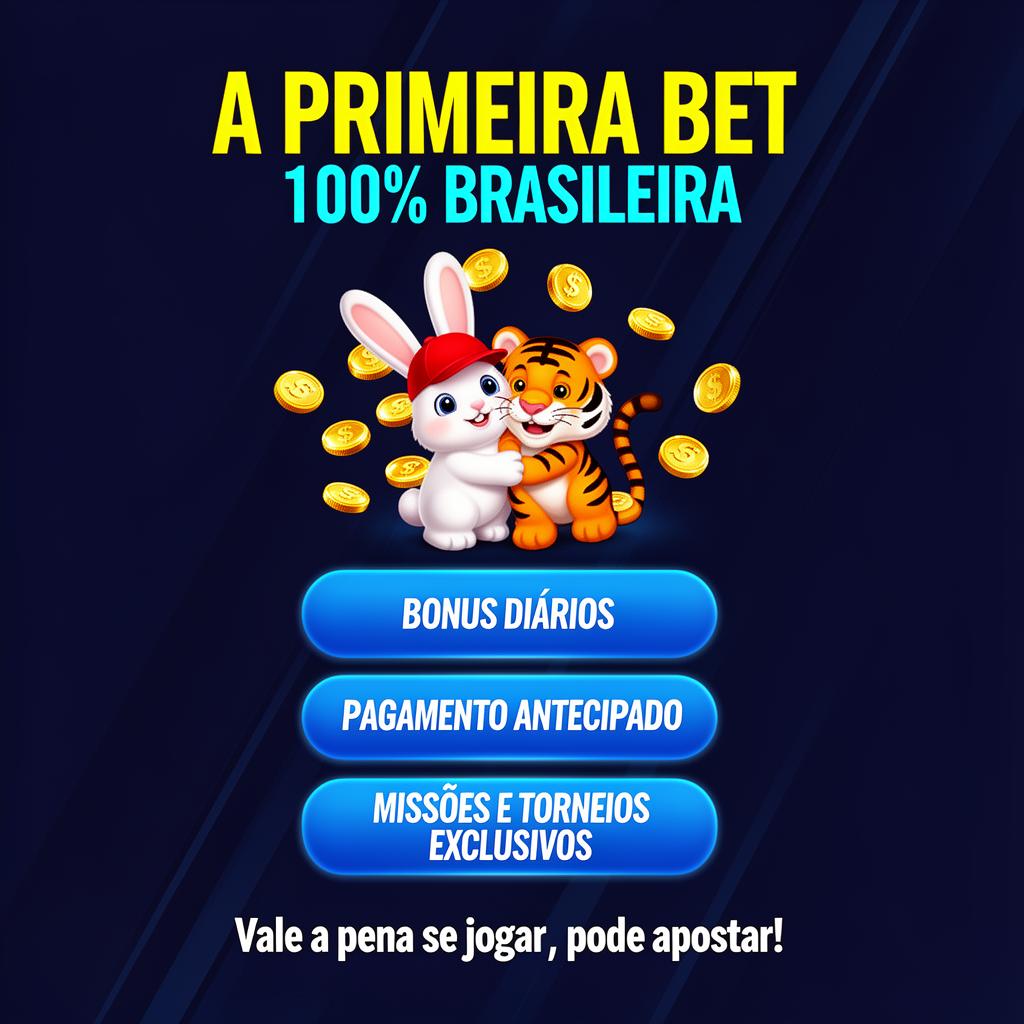 A PRIMEIRA BET
100% BRASILEIRA
BONUS DIÁRIOS
PAGAMENTO ANTECIPADO
MISSÕES E TORNEIOS
EXCLUSIVOS
Vale a pena se jogar, pode apostar!